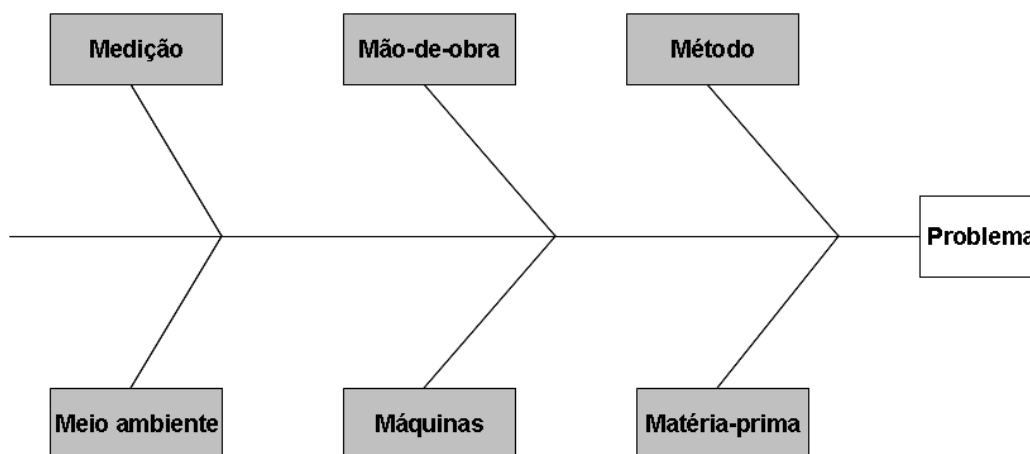 Medição
Mão-de-obra
Método
Problema
Meio ambiente
Máquinas
Matéria-prima